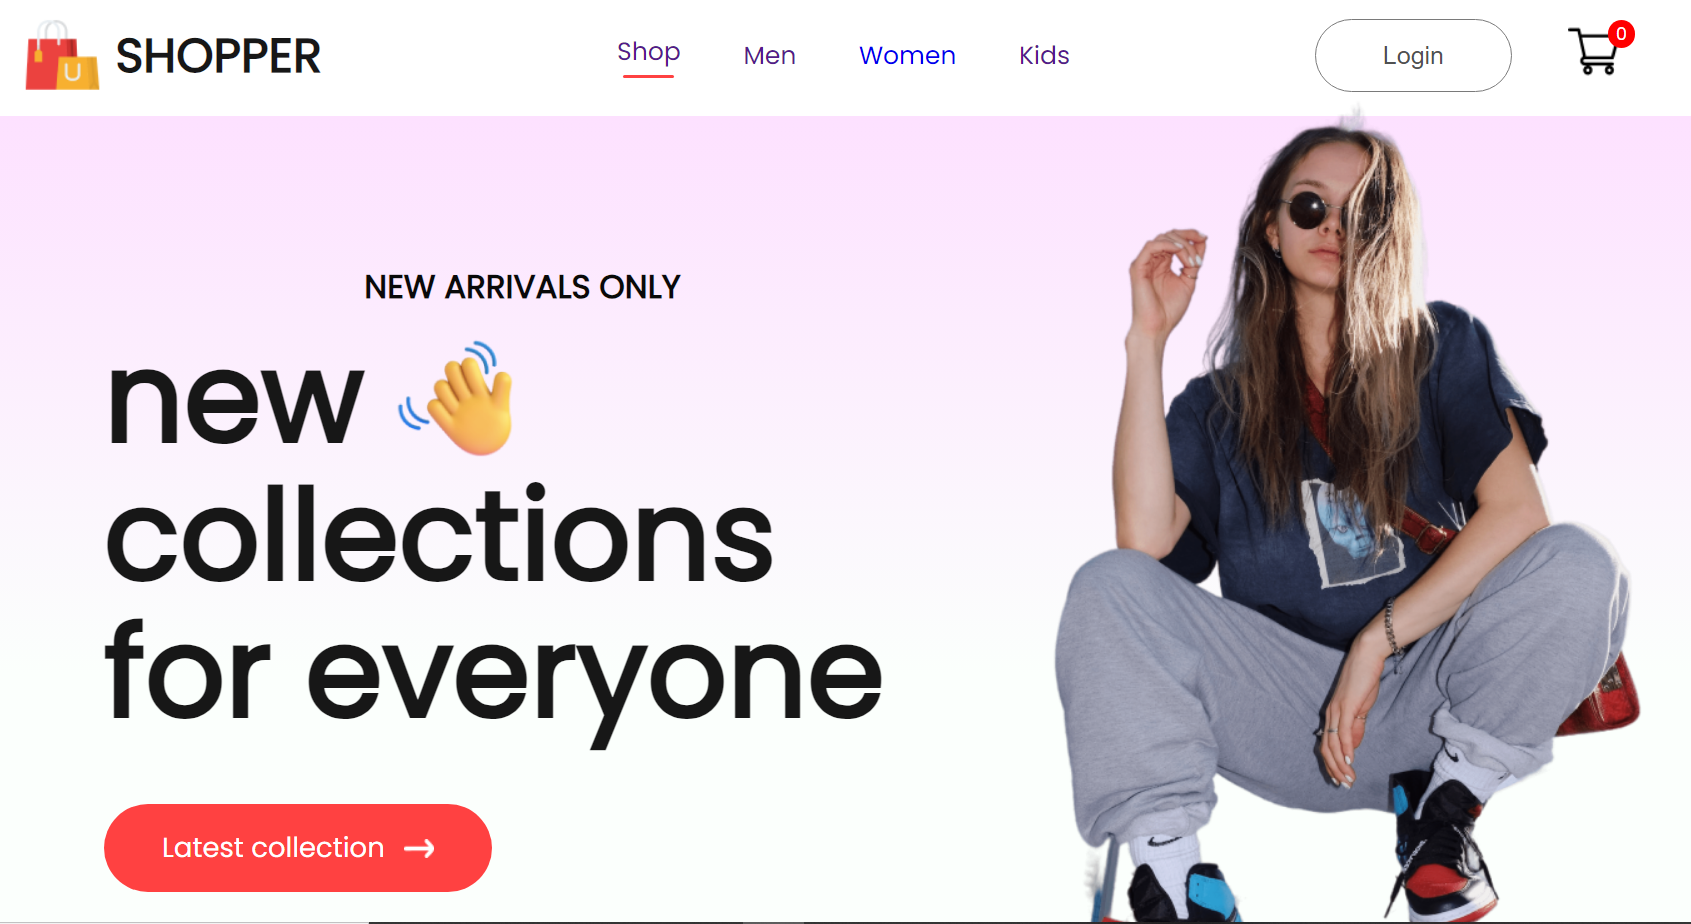 SHOPPER
Shop Men Women Kids
Login
0
NEW ARRIVALS ONLY
new
collections
for everyone
Latest collection